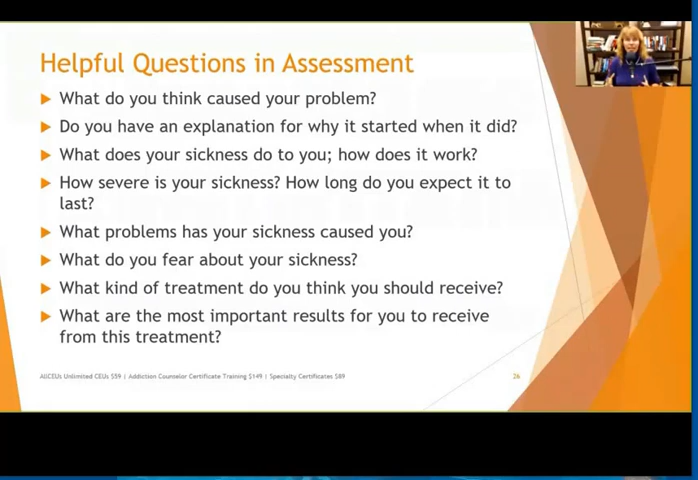 Helpful Questions in Assessment
What do you think caused your problem?
Do you have an explanation for why it started when it did?
What does your sickness do to you; how does it work?
How severe is your sickness? How long do you expect it to
last?
What problems has your sickness caused you?
What do you fear about your sickness?
What kind of treatment do you think you should receive?
What are the most important results for you to receive
from this treatment?
AllCEUs Unlimited CEUs $59 | Addiction Counselor Certificate Training $149 | Specialty Certificates $89
26